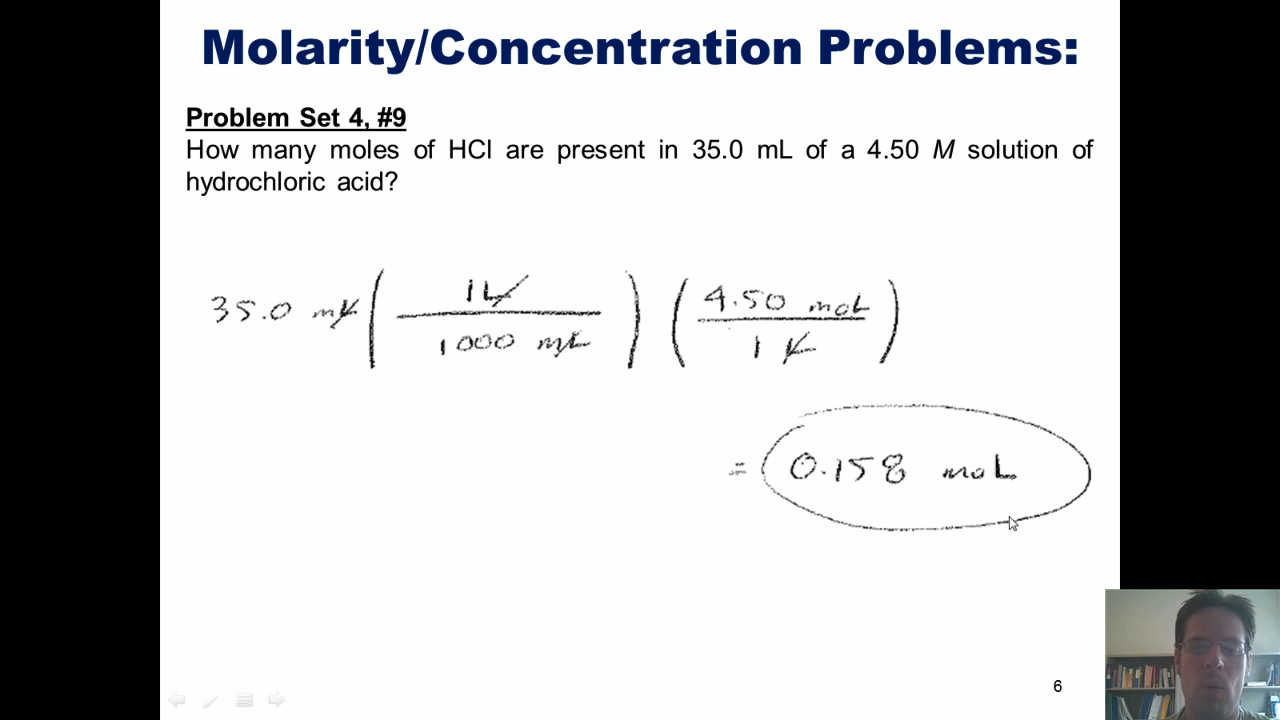 Molarity/Concentration Problems:
Problem Set 4, #9
How many moles of HCl are present in 35.0 mL of a 4.50 M solution of
hydrochloric acid?
35.0 mL ( 1 L / 1000 mL ) ( 4.50 mol / 1 L )
= 0.158 mol
6